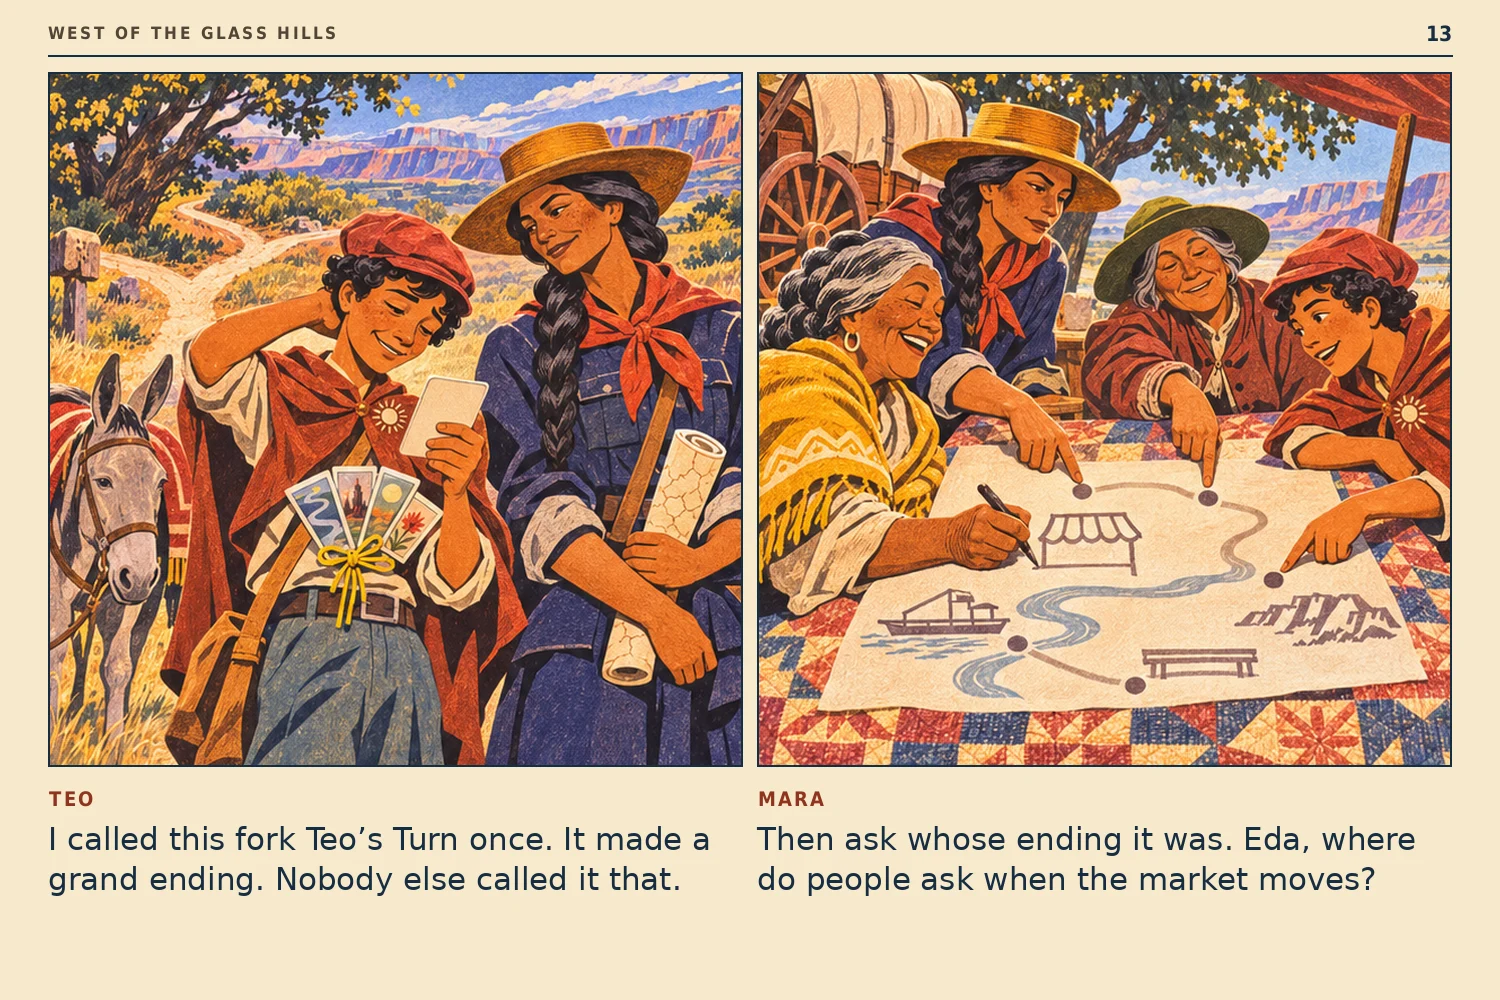 WEST OF THE GLASS HILLS
13
TEO
I called this fork Teo’s Turn once. It made a
grand ending. Nobody else called it that.
MARA
Then ask whose ending it was. Eda, where
do people ask when the market moves?